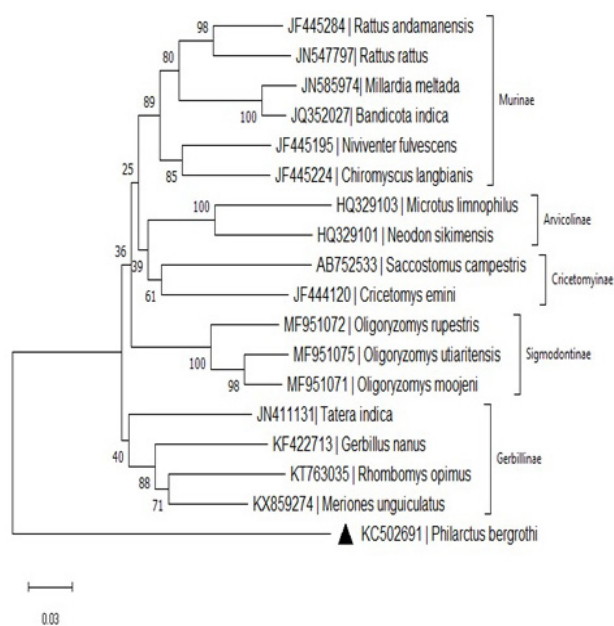 98
JF445284 | Rattus andamanensis
80
JN547797| Rattus rattus
JN585974 | Millardia meltada
89
100
JQ352027 | Bandicota indica
Murinae
JF445195 | Niviventer fulvescens
25
85
JF445224 | Chiromyscus langbianis
100
HQ329103 | Microtus limnophilus
Arvicolinae
HQ329101 | Neodon sikimensis
36
39
AB752533 | Saccostomus campestris
Cricetomyinae
61
JF444120 | Cricetomys emini
MF951072 | Oligoryzomys rupestris
100
MF951075 | Oligoryzomys utiaritensis
Sigmodontinae
98
MF951071 | Oligoryzomys moojeni
JN411131| Tatera indica
40
KF422713 | Gerbillus nanus
Gerbillinae
88
KT763035 | Rhombomys opimus
71
KX859274 | Meriones unguiculatus
KC502691 | Philarctus bergrothi
0.03